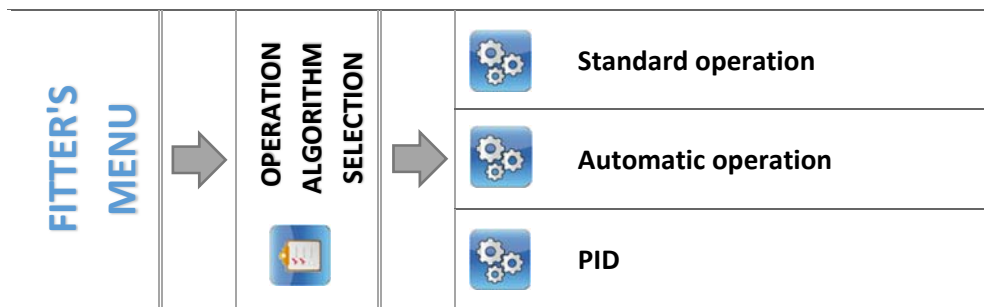 FITTER'S
MENU
OPERATION
ALGORITHM
SELECTION
Standard operation
Automatic operation
PID